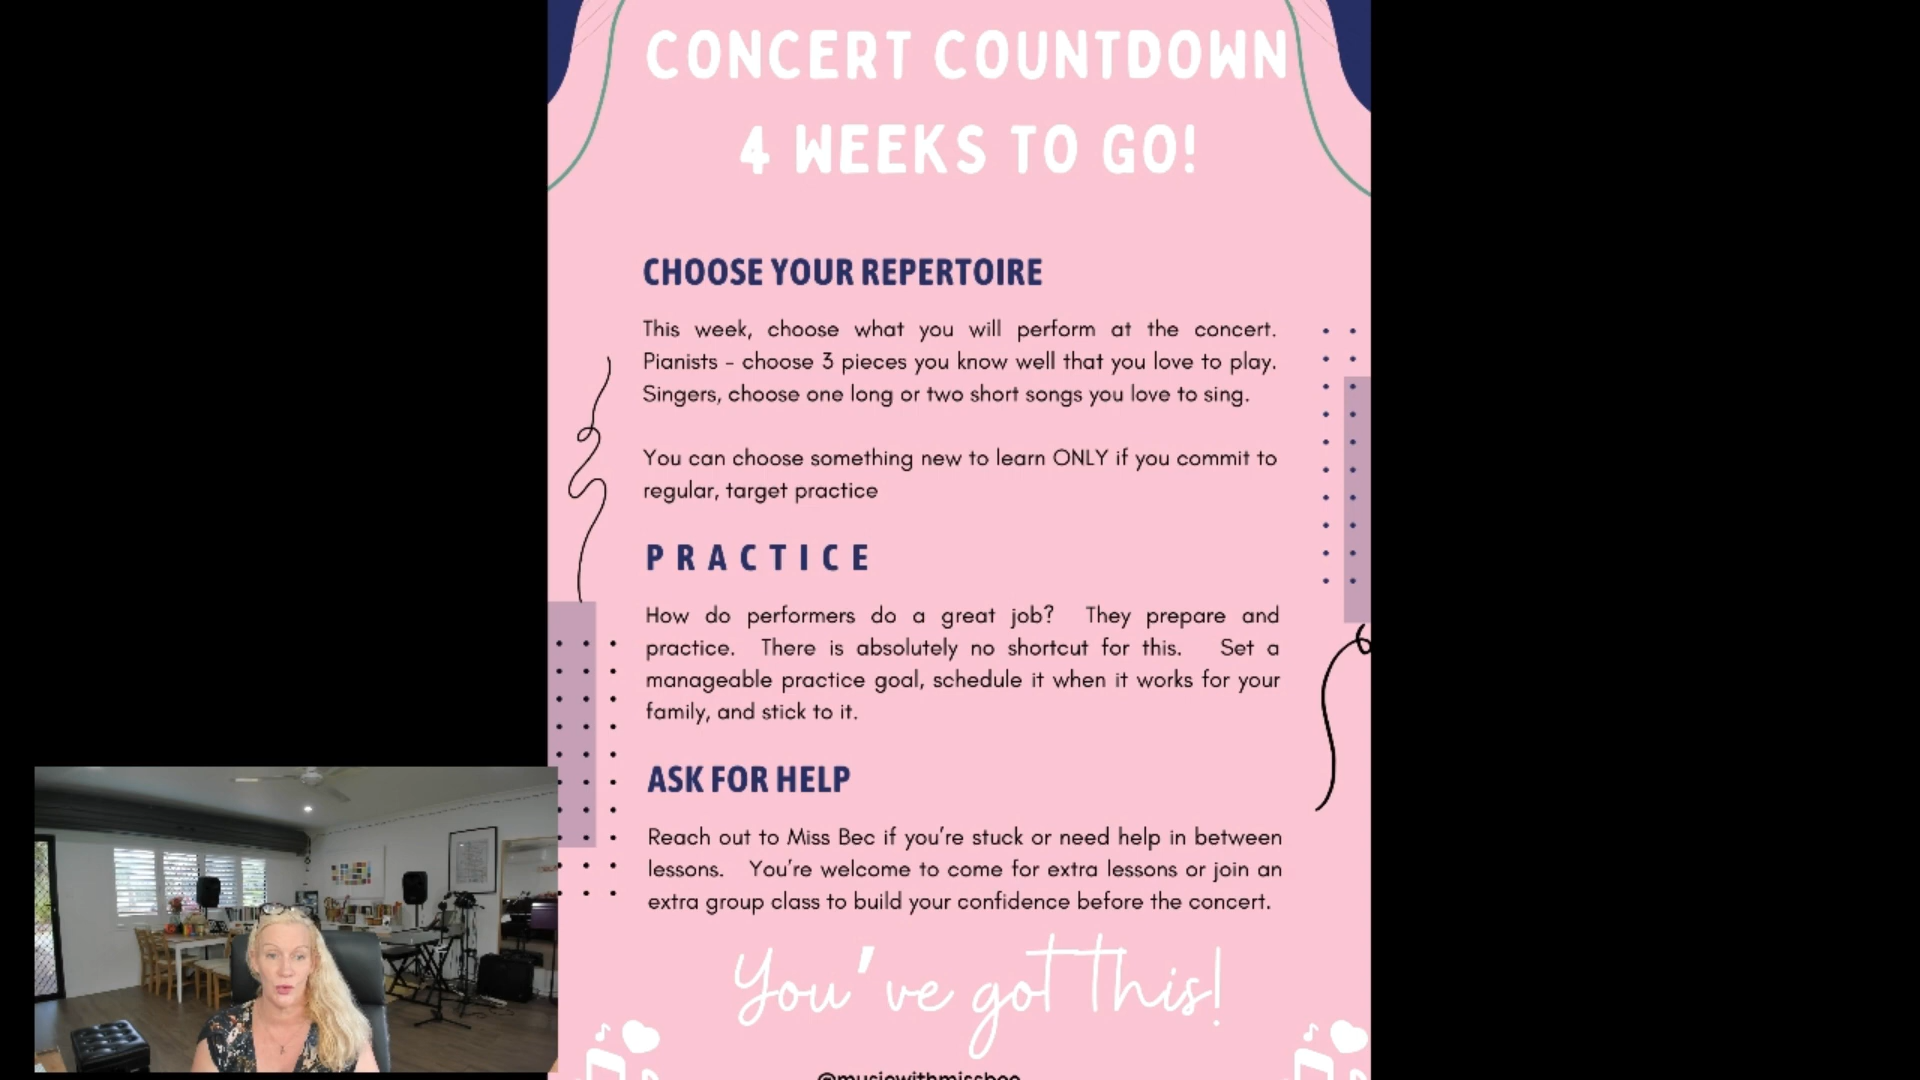 CONCERT COUNTDOWN
4 WEEKS TO GO!
CHOOSE YOUR REPERTOIRE
This week, choose what you will perform at the concert.
Pianists - choose 3 pieces you know well that you love to play.
Singers, choose one long or two short songs you love to sing.
You can choose something new to learn ONLY if you commit to
regular, target practice
PRACTICE
How do performers do a great job? They prepare and
practice. There is absolutely no shortcut for this. Set a
manageable practice goal, schedule it when it works for your
family, and stick to it.
ASK FOR HELP
Reach out to Miss Bec if you're stuck or need help in between
lessons. You're welcome to come for extra lessons or join an
extra group class to build your confidence before the concert.
You've got this!